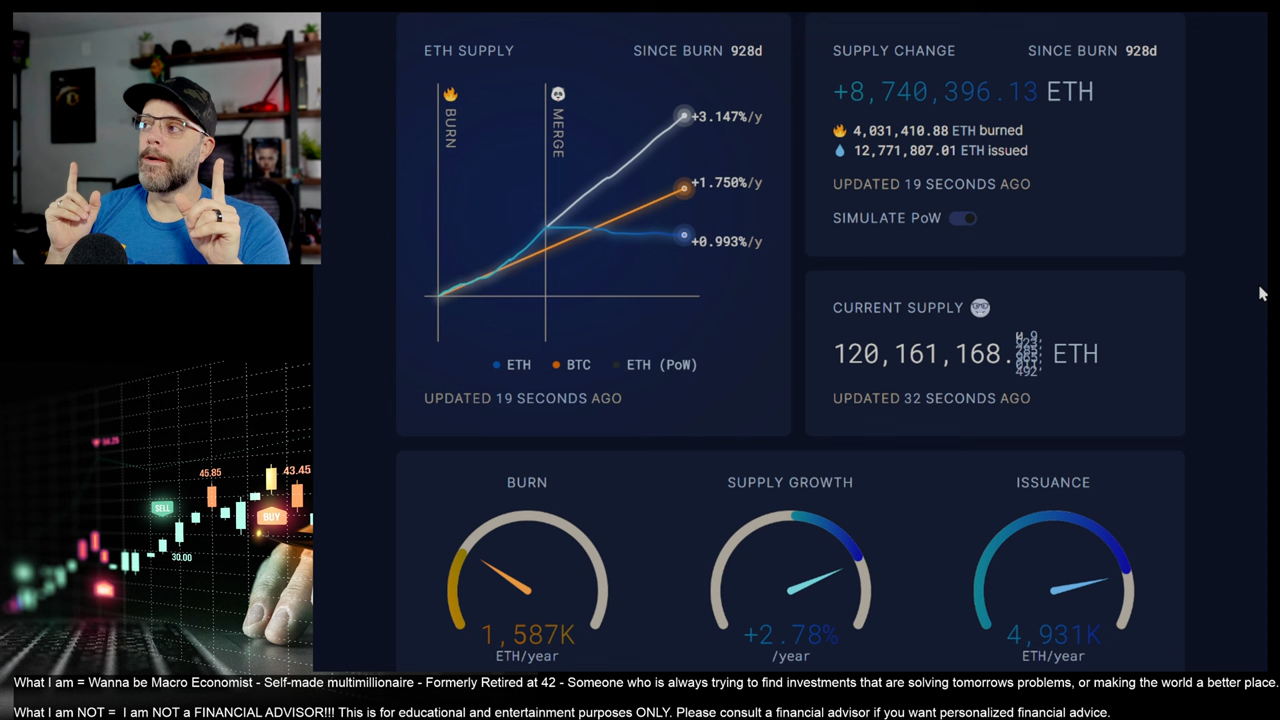 ETH SUPPLY
SINCE BURN 928d
BURN
MERGE
+3.147%/y
+1.750%/y
+0.993%/y
ETH
BTC
ETH (PoW)
UPDATED 19 SECONDS AGO
SUPPLY CHANGE
SINCE BURN 928d
+8,740,396.13 ETH
4,031,410.88 ETH burned
12,771,807.01 ETH issued
UPDATED 19 SECONDS AGO
SIMULATE PoW
CURRENT SUPPLY
120,161,168. ETH
UPDATED 32 SECONDS AGO
BURN
1,587K
ETH/year
SUPPLY GROWTH
+2.78%
/year
ISSUANCE
4,931K
ETH/year
45.85
43.45
SELL
BUY
30.00
What I am = Wanna be Macro Economist - Self-made multimillionaire - Formerly Retired at 42 - Someone who is always trying to find investments that are solving tomorrows problems, or making the world a better place.
What I am NOT = I am NOT a FINANCIAL ADVISOR!!! This is for educational and entertainment purposes ONLY. Please consult a financial advisor if you want personalized financial advice.